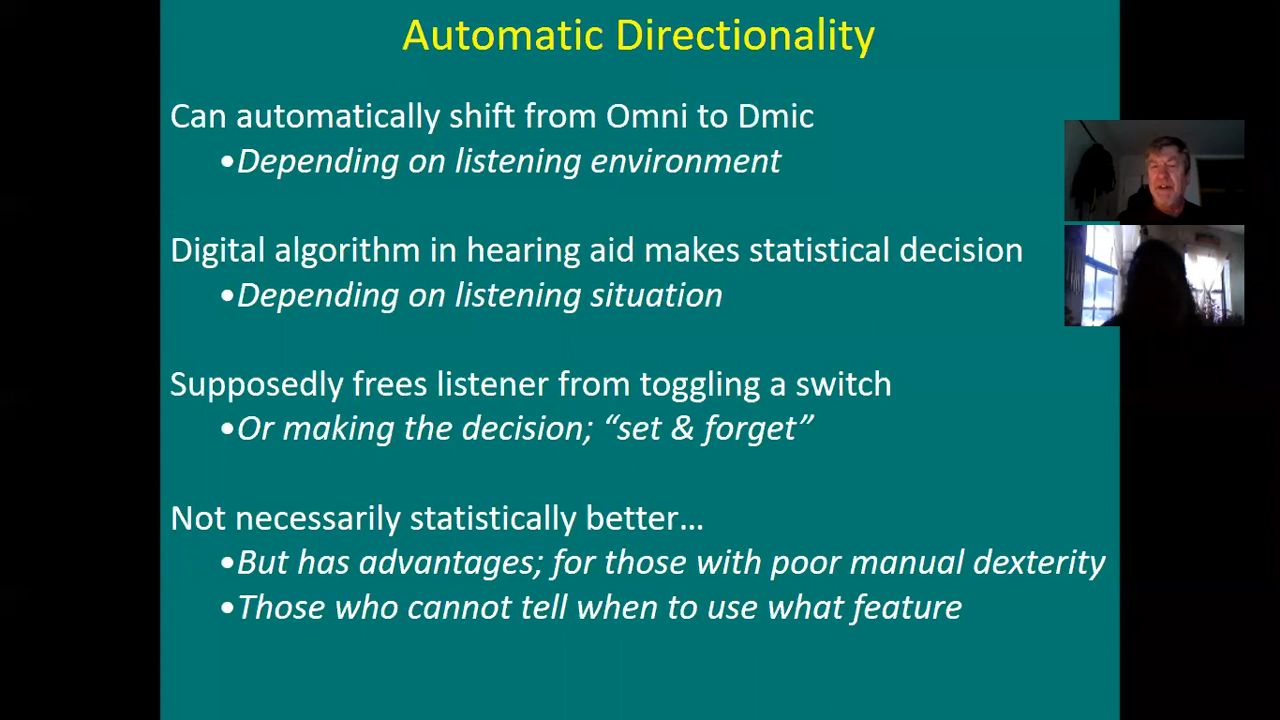 Automatic Directionality
Can automatically shift from Omni to Dmic
•Depending on listening environment
Digital algorithm in hearing aid makes statistical decision
•Depending on listening situation
Supposedly frees listener from toggling a switch
•Or making the decision; “set & forget”
Not necessarily statistically better…
•But has advantages; for those with poor manual dexterity
•Those who cannot tell when to use what feature